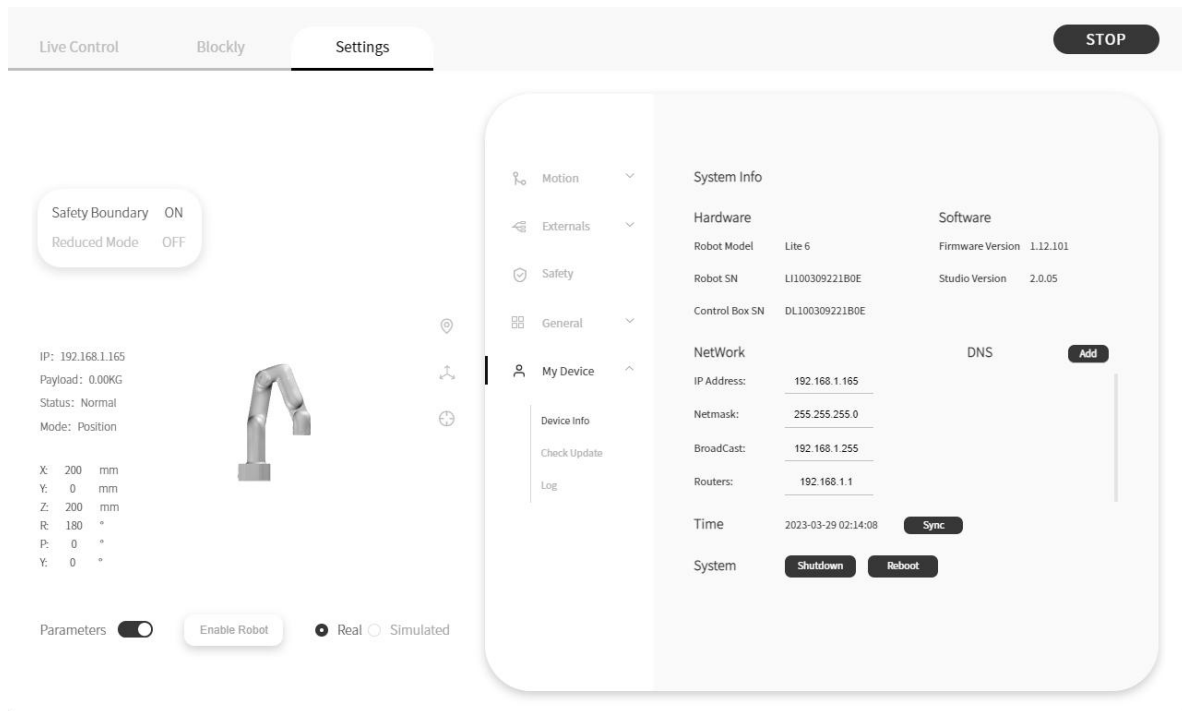 Live Control Blockly Settings STOP
Safety Boundary ON
Reduced Mode OFF
IP: 192.168.1.165
Payload: 0.00KG
Status: Normal
Mode: Position
X: 200 mm
Y: 0 mm
Z: 200 mm
R: 180 °
P: 0 °
Y: 0 °
Parameters Enable Robot Real Simulated
Motion
Externals
Safety
General
My Device
Device Info
Check Update
Log
System Info
Hardware Software
Robot Model Lite 6 Firmware Version 1.12.101
Robot SN LI100309221B0E Studio Version 2.0.05
Control Box SN DL100309221B0E
NetWork DNS Add
IP Address: 192.168.1.165
Netmask: 255.255.255.0
BroadCast: 192.168.1.255
Routers: 192.168.1.1
Time 2023-03-29 02:14:08 Sync
System Shutdown Reboot